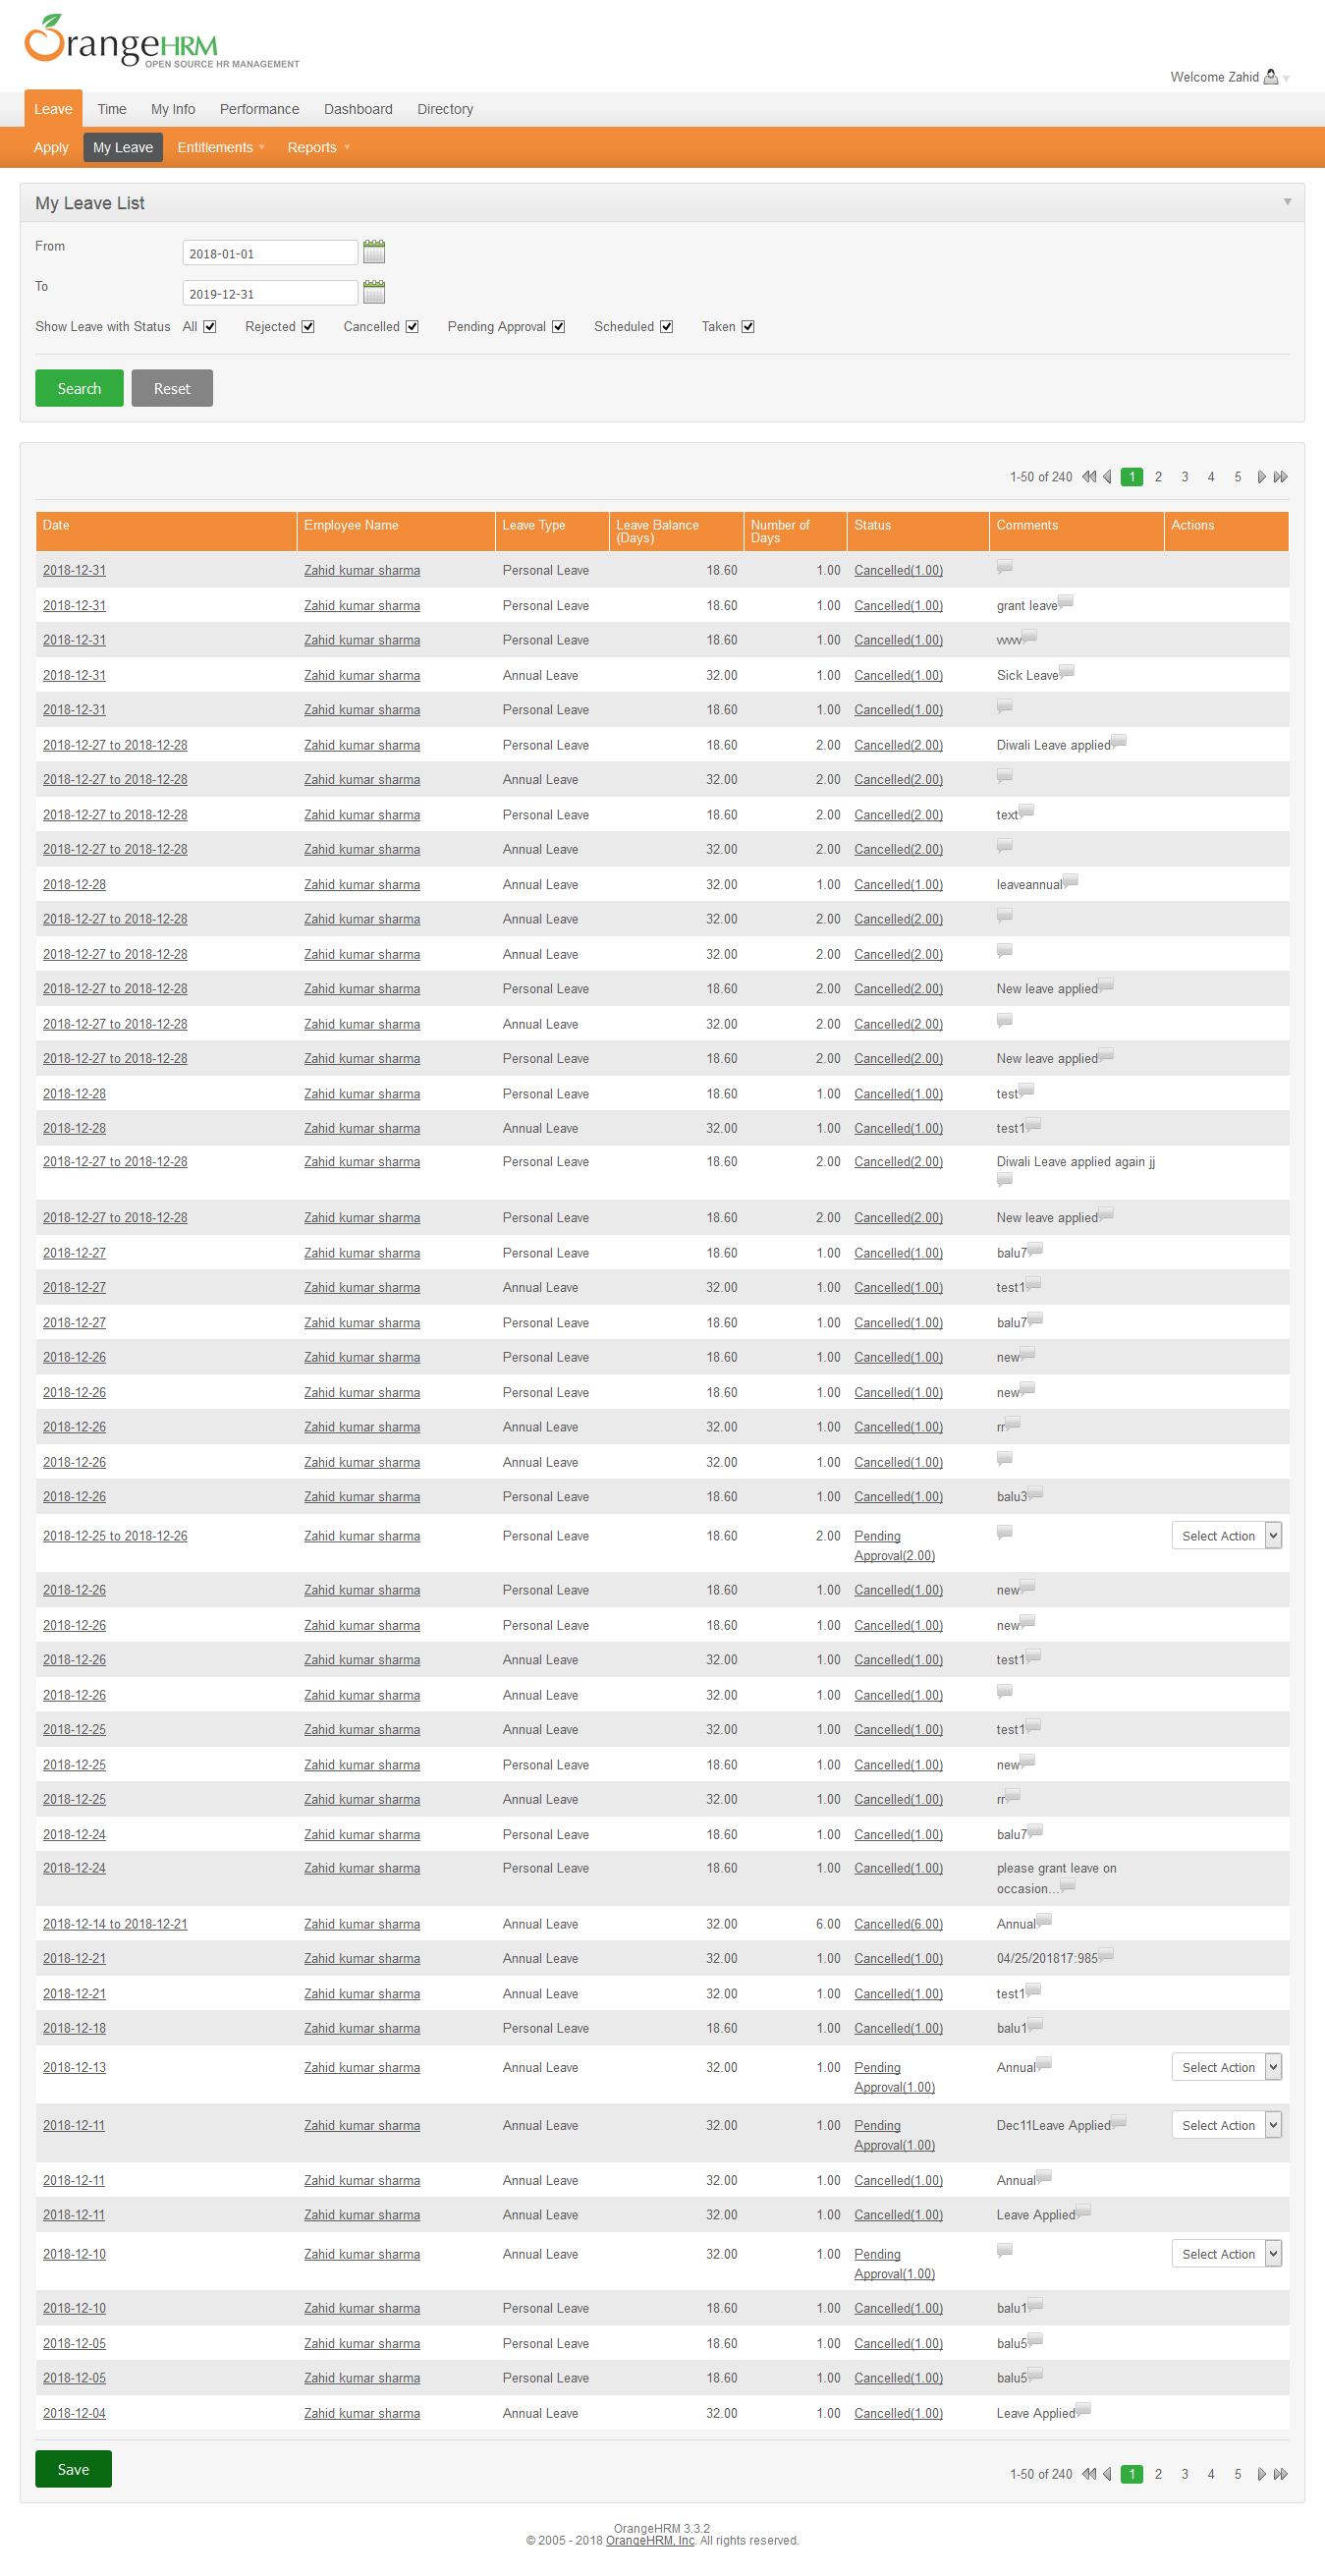 OrangeHRM
OPEN SOURCE HR MANAGEMENT
Welcome Zahid
Leave Time My Info Performance Dashboard Directory
Apply My Leave Entitlements Reports
My Leave List
From 2018-01-01
To 2019-12-31
Show Leave with Status All Rejected Cancelled Pending Approval Scheduled Taken
Search Reset
1-50 of 240 1 2 3 4 5
Date Employee Name Leave Type Leave Balance (Days) Number of Days Status Comments Actions
2018-12-31 Zahid kumar sharma Personal Leave 18.60 1.00 Cancelled(1.00)
2018-12-31 Zahid kumar sharma Personal Leave 18.60 1.00 Cancelled(1.00) grant leave
2018-12-31 Zahid kumar sharma Personal Leave 18.60 1.00 Cancelled(1.00)
2018-12-31 Zahid kumar sharma Annual Leave 32.00 1.00 Cancelled(1.00) Sick Leave
2018-12-31 Zahid kumar sharma Personal Leave 18.60 1.00 Cancelled(1.00)
2018-12-27 to 2018-12-28 Zahid kumar sharma Personal Leave 18.60 2.00 Cancelled(2.00) Diwali Leave applied
2018-12-27 to 2018-12-28 Zahid kumar sharma Annual Leave 32.00 2.00 Cancelled(2.00)
2018-12-27 to 2018-12-28 Zahid kumar sharma Personal Leave 18.60 2.00 Cancelled(2.00) text
2018-12-27 to 2018-12-28 Zahid kumar sharma Annual Leave 32.00 2.00 Cancelled(2.00)
2018-12-28 Zahid kumar sharma Annual Leave 32.00 1.00 Cancelled(1.00) leaveannual
2018-12-27 to 2018-12-28 Zahid kumar sharma Annual Leave 32.00 2.00 Cancelled(2.00)
2018-12-27 to 2018-12-28 Zahid kumar sharma Annual Leave 32.00 2.00 Cancelled(2.00)
2018-12-27 to 2018-12-28 Zahid kumar sharma Personal Leave 18.60 2.00 Cancelled(2.00) New leave applied
2018-12-27 to 2018-12-28 Zahid kumar sharma Annual Leave 32.00 2.00 Cancelled(2.00)
2018-12-27 to 2018-12-28 Zahid kumar sharma Personal Leave 18.60 2.00 Cancelled(2.00) New leave applied
2018-12-28 Zahid kumar sharma Personal Leave 18.60 1.00 Cancelled(1.00) test
2018-12-28 Zahid kumar sharma Annual Leave 32.00 1.00 Cancelled(1.00) test1
2018-12-27 to 2018-12-28 Zahid kumar sharma Personal Leave 18.60 2.00 Cancelled(2.00) Diwali Leave applied again jj
2018-12-27 to 2018-12-28 Zahid kumar sharma Personal Leave 18.60 2.00 Cancelled(2.00) New leave applied
2018-12-27 Zahid kumar sharma Personal Leave 18.60 1.00 Cancelled(1.00) balu7
2018-12-27 Zahid kumar sharma Annual Leave 32.00 1.00 Cancelled(1.00) test1
2018-12-27 Zahid kumar sharma Personal Leave 18.60 1.00 Cancelled(1.00) balu7
2018-12-26 Zahid kumar sharma Personal Leave 18.60 1.00 Cancelled(1.00) new
2018-12-26 Zahid kumar sharma Personal Leave 18.60 1.00 Cancelled(1.00) new
2018-12-26 Zahid kumar sharma Annual Leave 32.00 1.00 Cancelled(1.00) rr
2018-12-26 Zahid kumar sharma Annual Leave 32.00 1.00 Cancelled(1.00)
2018-12-26 Zahid kumar sharma Personal Leave 18.60 1.00 Cancelled(1.00) balu3
2018-12-25 to 2018-12-26 Zahid kumar sharma Personal Leave 18.60 2.00 Pending Approval(2.00) Select Action
2018-12-26 Zahid kumar sharma Personal Leave 18.60 1.00 Cancelled(1.00) new
2018-12-26 Zahid kumar sharma Personal Leave 18.60 1.00 Cancelled(1.00) new
2018-12-26 Zahid kumar sharma Annual Leave 32.00 1.00 Cancelled(1.00) test1
2018-12-26 Zahid kumar sharma Annual Leave 32.00 1.00 Cancelled(1.00)
2018-12-25 Zahid kumar sharma Annual Leave 32.00 1.00 Cancelled(1.00) test1
2018-12-25 Zahid kumar sharma Personal Leave 18.60 1.00 Cancelled(1.00) new
2018-12-25 Zahid kumar sharma Annual Leave 32.00 1.00 Cancelled(1.00) rr
2018-12-24 Zahid kumar sharma Personal Leave 18.60 1.00 Cancelled(1.00) balu7
2018-12-24 Zahid kumar sharma Personal Leave 18.60 1.00 Cancelled(1.00) please grant leave on occasion...
2018-12-14 to 2018-12-21 Zahid kumar sharma Annual Leave 32.00 6.00 Cancelled(6.00) Annual
2018-12-21 Zahid kumar sharma Annual Leave 32.00 1.00 Cancelled(1.00) 04/25/201817:985
2018-12-21 Zahid kumar sharma Annual Leave 32.00 1.00 Cancelled(1.00) test1
2018-12-18 Zahid kumar sharma Personal Leave 18.60 1.00 Cancelled(1.00) balu1
2018-12-13 Zahid kumar sharma Annual Leave 32.00 1.00 Pending Approval(1.00) Annual Select Action
2018-12-11 Zahid kumar sharma Annual Leave 32.00 1.00 Pending Approval(1.00) Dec11Leave Applied Select Action
2018-12-11 Zahid kumar sharma Annual Leave 32.00 1.00 Cancelled(1.00) Annual
2018-12-11 Zahid kumar sharma Annual Leave 32.00 1.00 Cancelled(1.00) Leave Applied
2018-12-10 Zahid kumar sharma Annual Leave 32.00 1.00 Pending Approval(1.00) Select Action
2018-12-10 Zahid kumar sharma Personal Leave 18.60 1.00 Cancelled(1.00) balu1
2018-12-05 Zahid kumar sharma Personal Leave 18.60 1.00 Cancelled(1.00) balu5
2018-12-05 Zahid kumar sharma Personal Leave 18.60 1.00 Cancelled(1.00) balu5
2018-12-04 Zahid kumar sharma Annual Leave 32.00 1.00 Cancelled(1.00) Leave Applied
Save
1-50 of 240 1 2 3 4 5
OrangeHRM 3.3.2
© 2005 - 2018 OrangeHRM, Inc. All rights reserved.